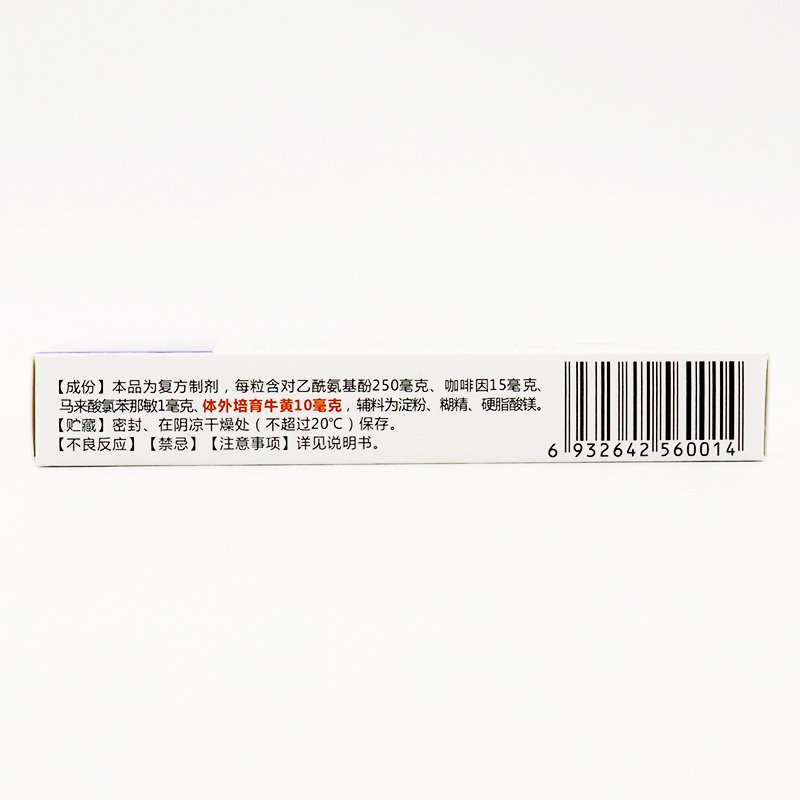 【成份】本品为复方制剂，每粒含对乙酰氨基酚250毫克、咖啡因15毫克、
马来酸氯苯那敏1毫克、体外培育牛黄10毫克，辅料为淀粉、糊精、硬脂酸镁。
【贮藏】密封、在阴凉干燥处（不超过20℃）保存。
【不良反应】【禁忌】【注意事项】详见说明书。
6 932642 560014